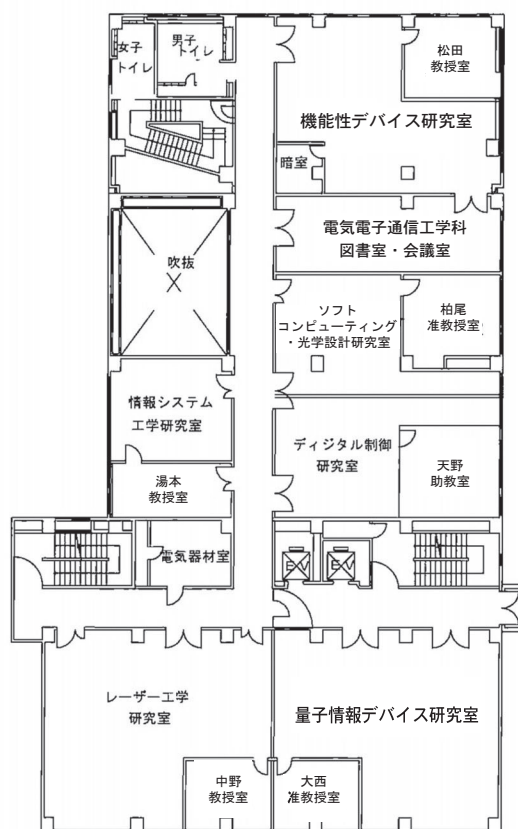 女子
トイレ
男子
トイレ
松田
教授室
機能性デバイス研究室
暗室
電気電子通信工学科
図書室・会議室
吹抜
ソフト
コンピューティング
・光学設計研究室
柏尾
准教授室
情報システム
工学研究室
ディジタル制御
研究室
天野
助教室
湯本
教授室
電気器材室
EV
EV
レーザー工学
研究室
量子情報デバイス研究室
中野
教授室
大西
准教授室